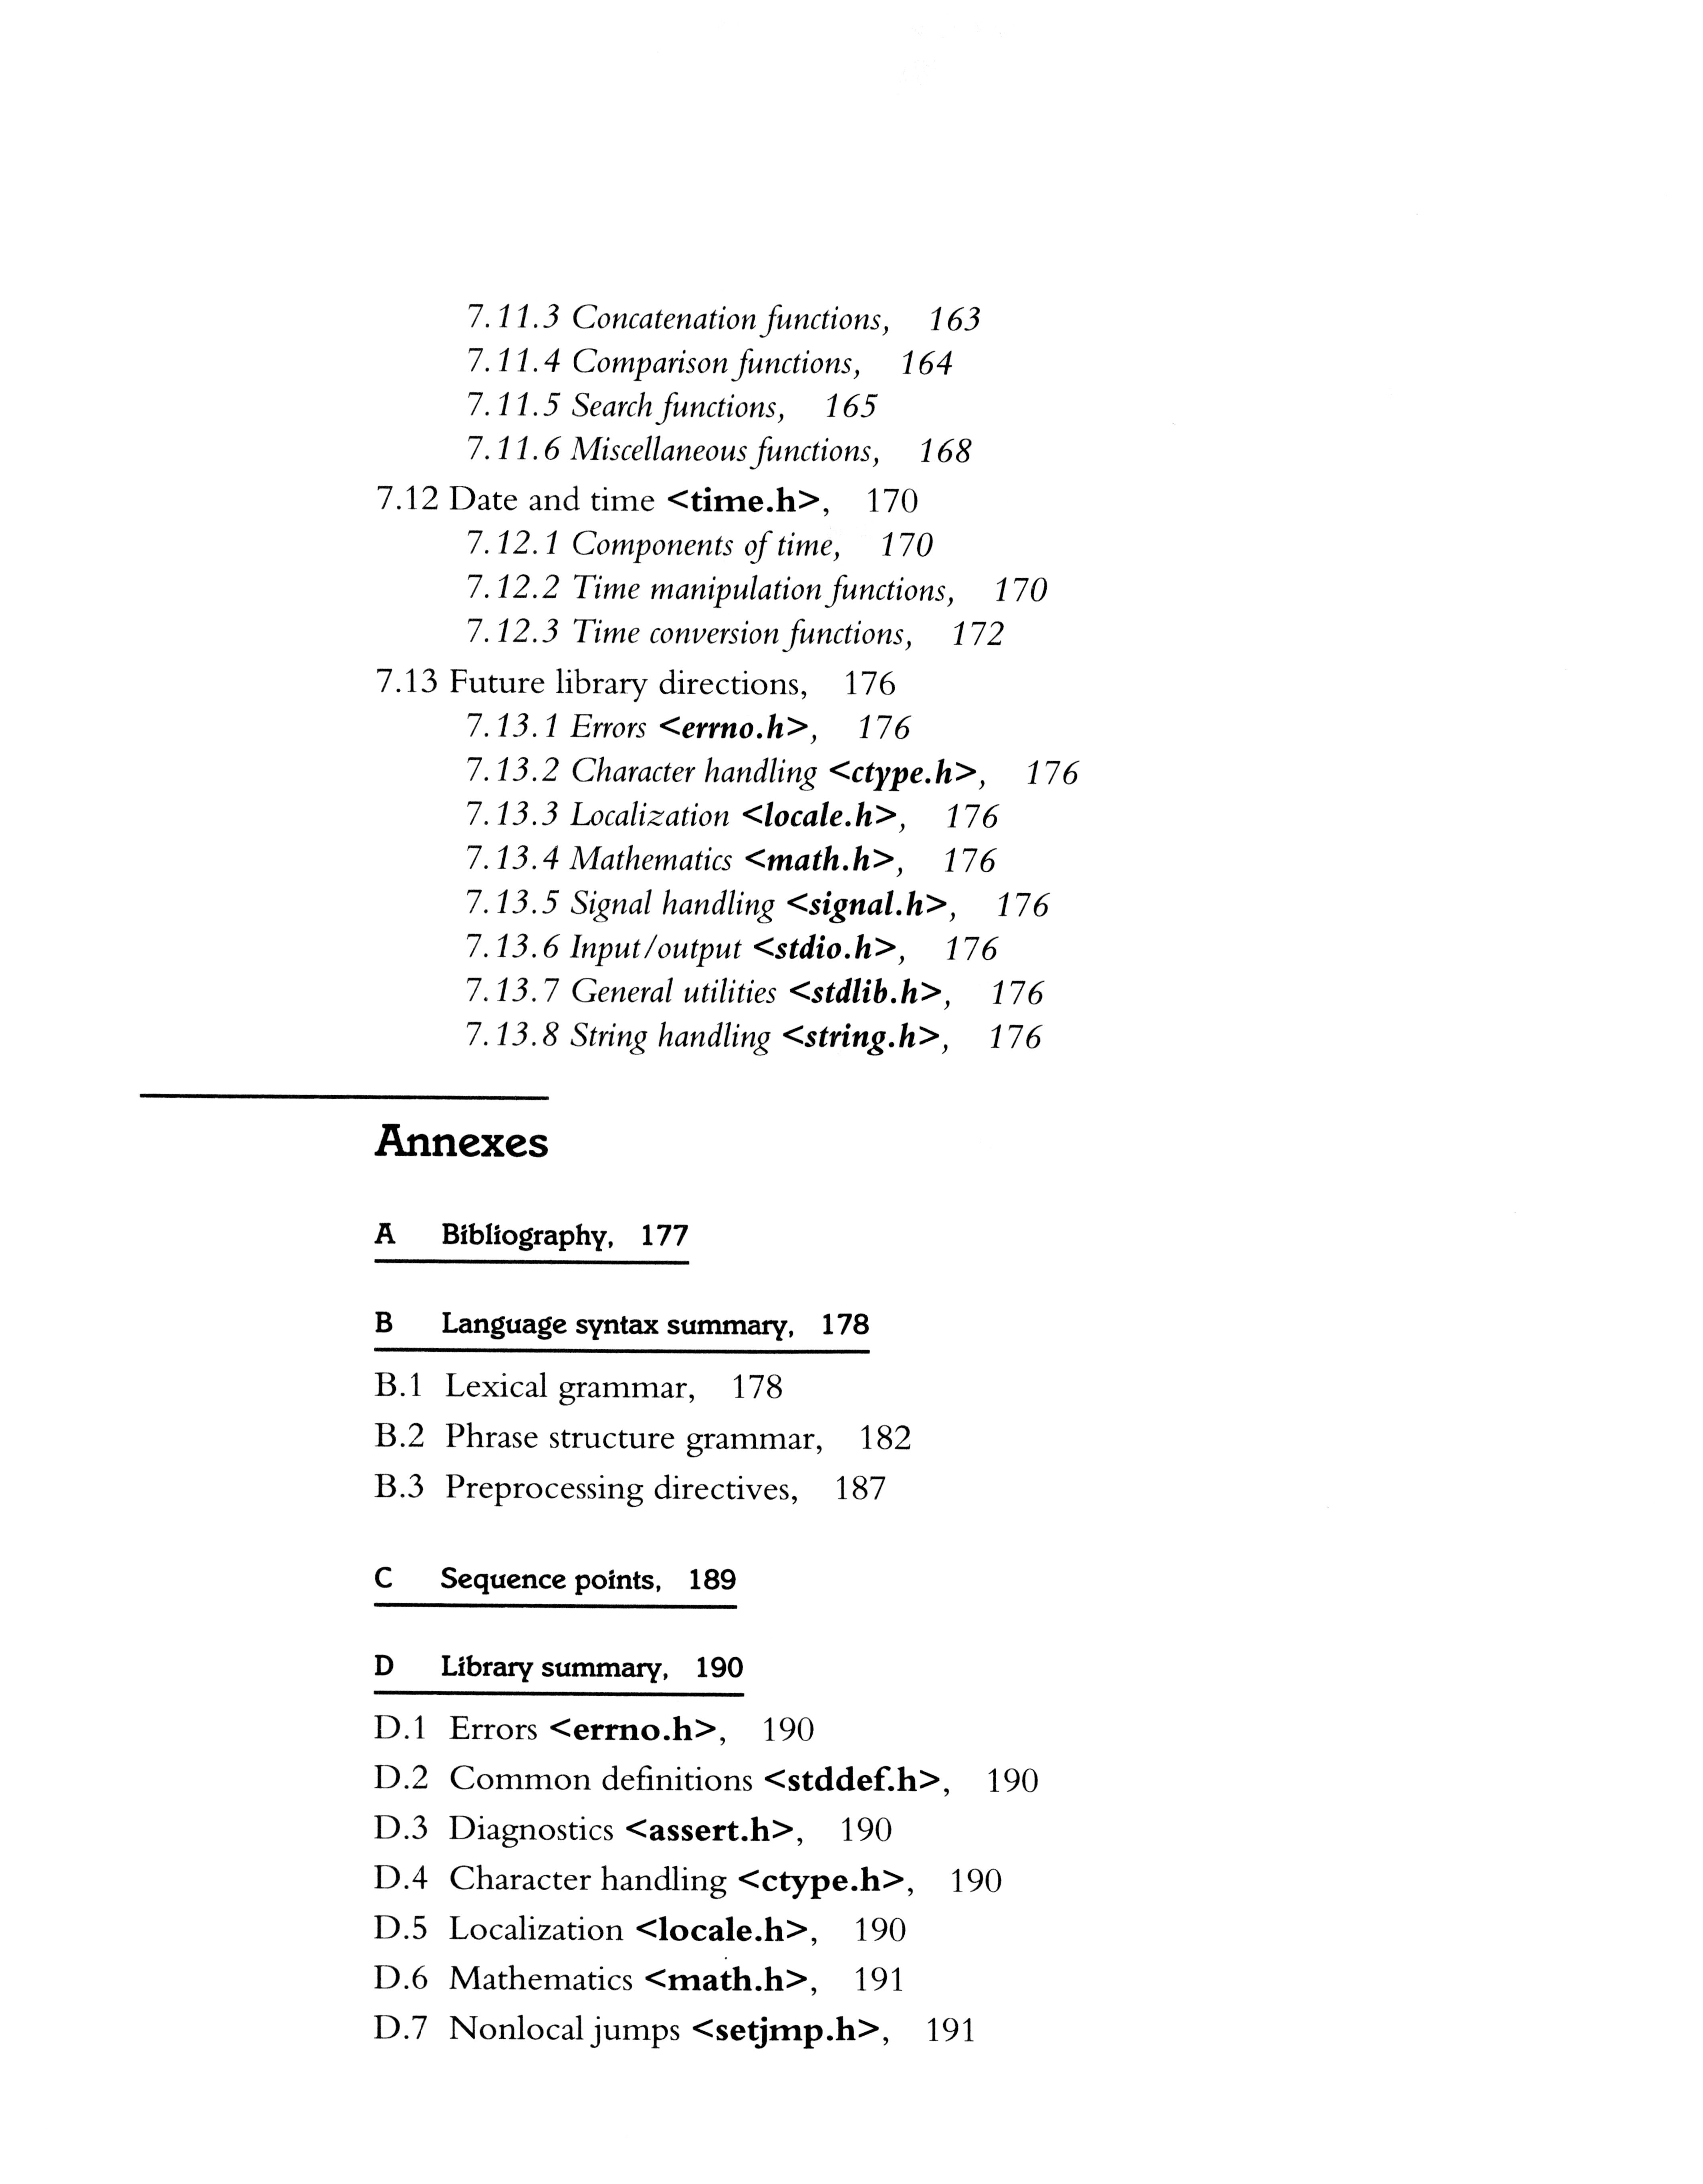 7.11.3 Concatenation functions, 163
7.11.4 Comparison functions, 164
7.11.5 Search functions, 165
7.11.6 Miscellaneous functions, 168
7.12 Date and time <time.h>, 170
7.12.1 Components of time, 170
7.12.2 Time manipulation functions, 170
7.12.3 Time conversion functions, 172
7.13 Future library directions, 176
7.13.1 Errors <errno.h>, 176
7.13.2 Character handling <ctype.h>, 176
7.13.3 Localization <locale.h>, 176
7.13.4 Mathematics <math.h>, 176
7.13.5 Signal handling <signal.h>, 176
7.13.6 Input/output <stdio.h>, 176
7.13.7 General utilities <stdlib.h>, 176
7.13.8 String handling <string.h>, 176
Annexes
A Bibliography, 177
B Language syntax summary, 178
B.1 Lexical grammar, 178
B.2 Phrase structure grammar, 182
B.3 Preprocessing directives, 187
C Sequence points, 189
D Library summary, 190
D.1 Errors <errno.h>, 190
D.2 Common definitions <stddef.h>, 190
D.3 Diagnostics <assert.h>, 190
D.4 Character handling <ctype.h>, 190
D.5 Localization <locale.h>, 190
D.6 Mathematics <math.h>, 191
D.7 Nonlocal jumps <setjmp.h>, 191